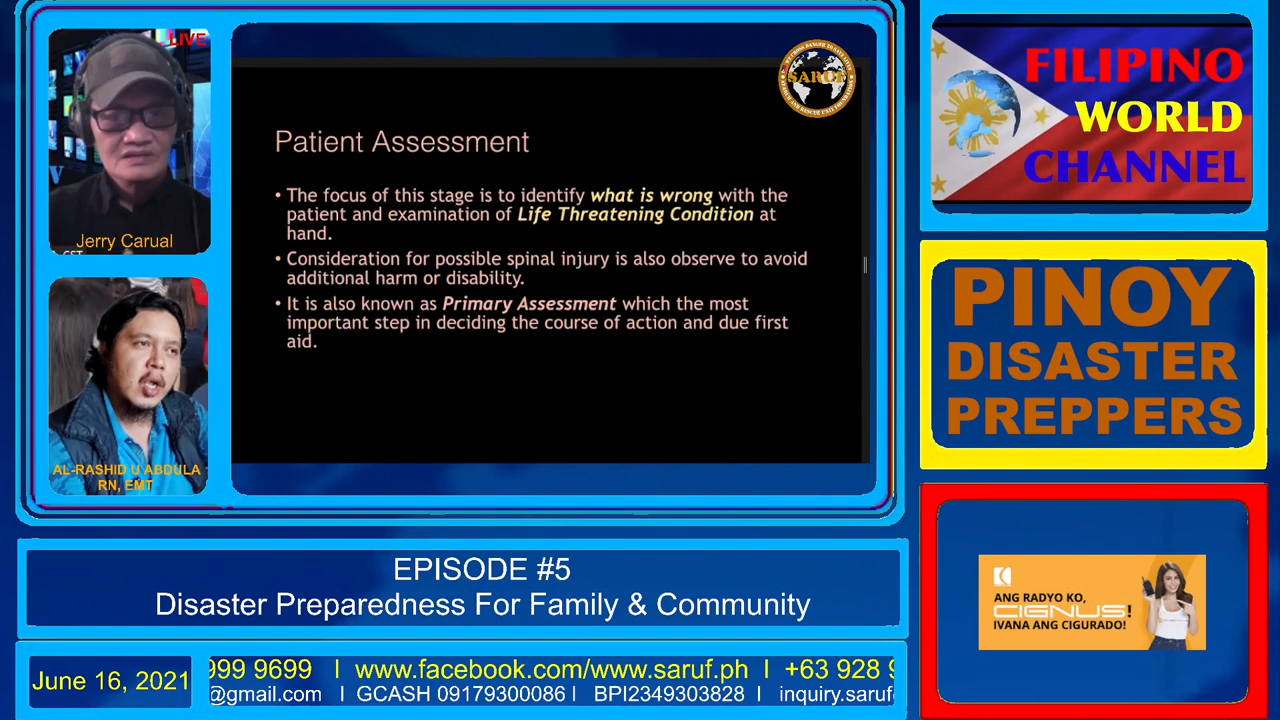 LIVE
Jerry Carual
AL-RASHID U ABDULA
RN, EMT
SARUF
Patient Assessment
• The focus of this stage is to identify what is wrong with the
patient and examination of Life Threatening Condition at
hand.
• Consideration for possible spinal injury is also observe to avoid
additional harm or disability.
• It is also known as Primary Assessment which the most
important step in deciding the course of action and due first
aid.
FILIPINO
WORLD
CHANNEL
PINOY
DISASTER
PREPPERS
ANG RADYO KO,
CIGNUS!
IVANA ANG CIGURADO!
EPISODE #5
Disaster Preparedness For Family & Community
June 16, 2021
999 9699 I www.facebook.com/www.saruf.ph I +63 928 9
@gmail.com I GCASH 09179300086 I BPI2349303828 I inquiry.saruf